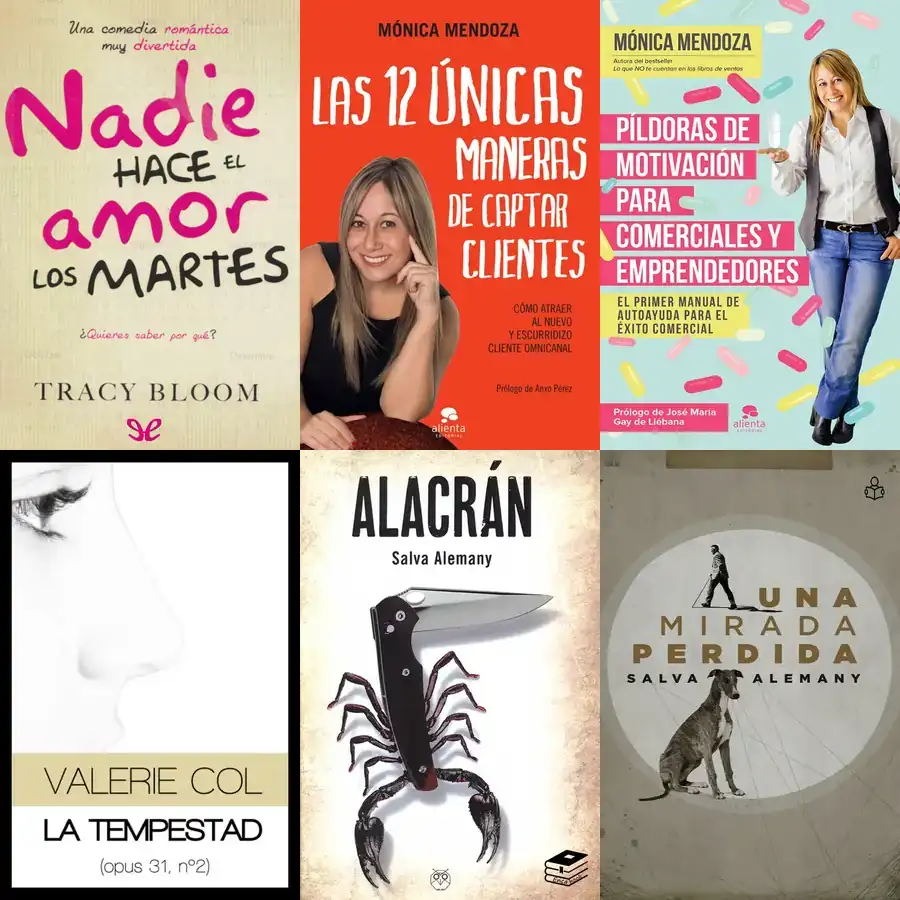 Una comedia romántica
muy divertida
Nadie
HACE EL
amor
LOS MARTES
¿Quieres saber por qué?
TRACY BLOOM
MÓNICA MENDOZA
LAS 12 ÚNICAS
MANERAS
DE CAPTAR
CLIENTES
CÓMO ATRAER
AL NUEVO
Y ESCURRIDIZO
CLIENTE OMNICANAL
Prólogo de Anxo Pérez
alienta
EDITORIAL
MÓNICA MENDOZA
Autora del bestseller
Lo que NO te cuentan en los libros de ventas
PÍLDORAS DE
MOTIVACIÓN
PARA
COMERCIALES Y
EMPRENDEDORES
EL PRIMER MANUAL DE
AUTOAYUDA PARA EL
ÉXITO COMERCIAL
Prólogo de José María
Gay de Liébana
alienta
EDITORIAL
VALERIE COL
LA TEMPESTAD
(opus 31, nº2)
ALACRÁN
Salva Alemany
UNA
MIRADA
PERDIDA
SALVA ALEMANY